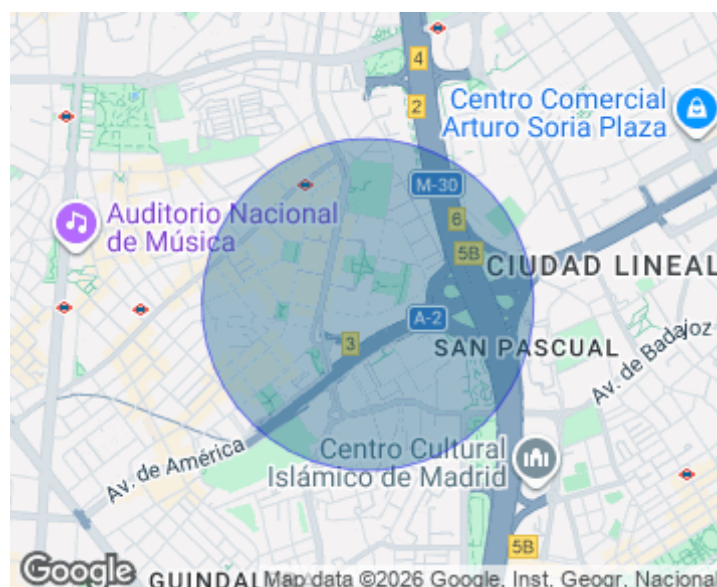 4
2
Centro Comercial
Arturo Soria Plaza
M-30
Auditorio Nacional
de Música
6
5B
CIUDAD LINEAL
A-2
3
SAN PASCUAL
Av. de Badajoz
Av. de América
Centro Cultural
Islámico de Madrid
5B
Google
GUINDAL
Map data ©2026 Google, Inst. Geogr. Nacional